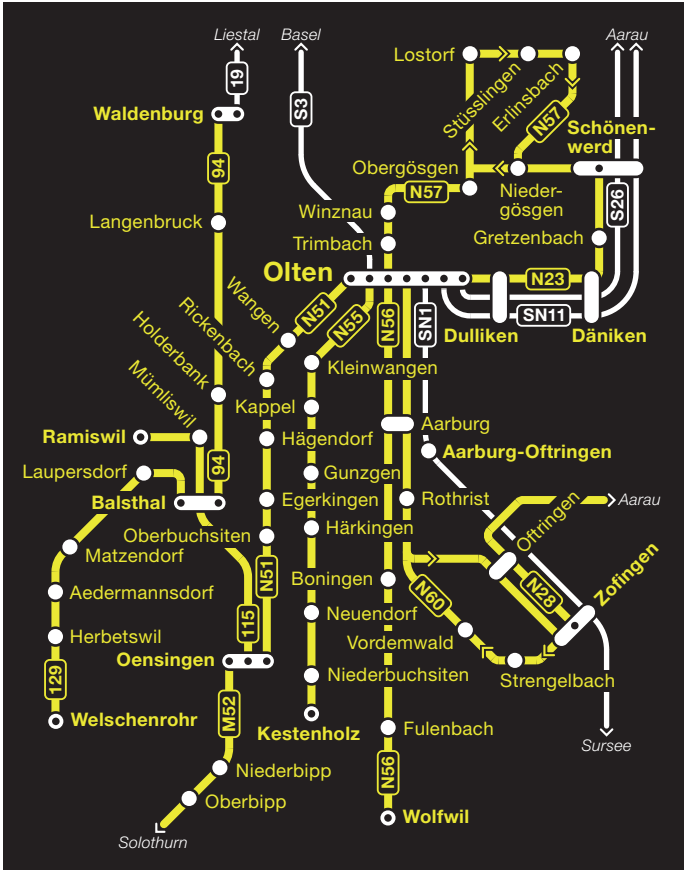 Liestal
Basel
Aarau
19
S3
Lostorf
Stüsslingen
Erlinsbach
N57
Waldenburg
Schönen-
werd
94
Obergösgen
N57
Nieder-
gösgen
S26
Langenbruck
Winznau
Trimbach
Gretzenbach
Olten
N23
Wangen
N51
N55
N56
SN1
SN11
Dulliken
Däniken
Rickenbach
Holderbank
Mümliswil
Kleinwangen
Kappel
Aarburg
Ramiswil
Hägendorf
Aarburg-Oftringen
Laupersdorf
94
Gunzgen
Balsthal
Egerkingen
Rothrist
Aarau
Oftringen
Oberbuchsiten
Härkingen
Matzendorf
N51
Boningen
N60
N28
Zofingen
Aedermannsdorf
Neuendorf
115
Vordemwald
Herbetswil
Oensingen
Niederbuchsiten
Strengelbach
129
M52
Welschenrohr
Kestenholz
Fulenbach
Sursee
Niederbipp
N56
Oberbipp
Wolfwil
Solothurn